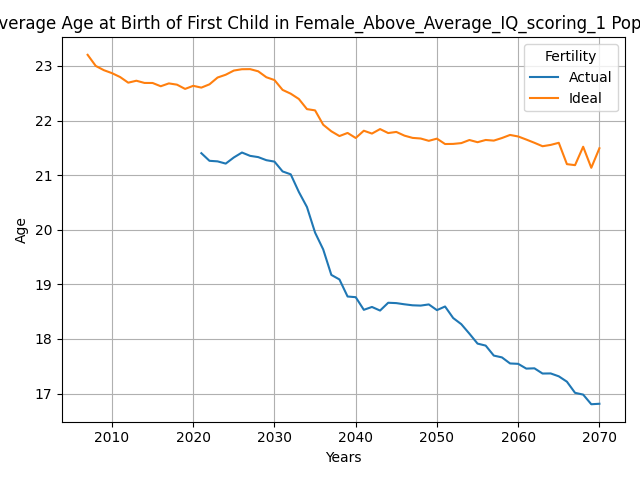 verage Age at Birth of First Child in Female_Above_Average_IQ_scoring_1 Pop
Fertility
Actual
Ideal
23
22
21
20
19
18
17
Age
2010
2020
2030
2040
2050
2060
2070
Years